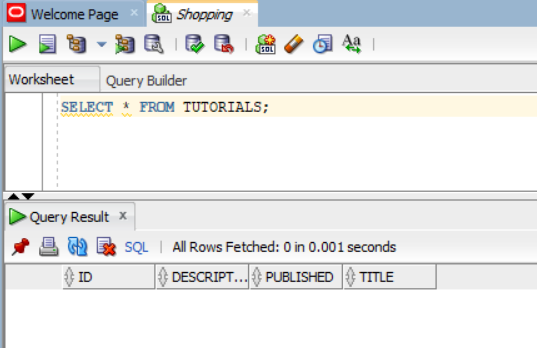 Welcome Page × Shopping ×
Worksheet Query Builder
SELECT * FROM TUTORIALS;
Query Result ×
SQL | All Rows Fetched: 0 in 0.001 seconds
ID DESCRIPT... PUBLISHED TITLE